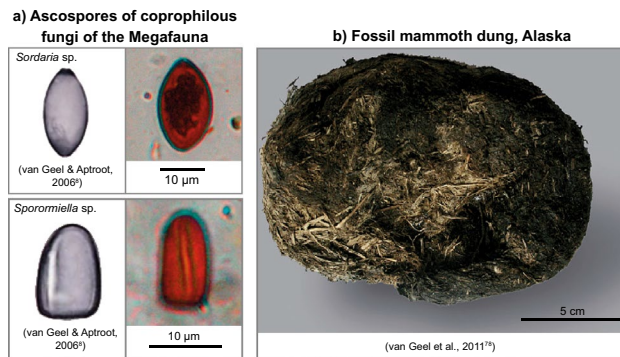 a) Ascospores of coprophilous
fungi of the Megafauna
Sordaria sp.
(van Geel & Aptroot,
2006⁸)
10 µm
Sporormiella sp.
(van Geel & Aptroot,
2006⁸)
10 µm
b) Fossil mammoth dung, Alaska
5 cm
(van Geel et al., 2011⁷⁸)